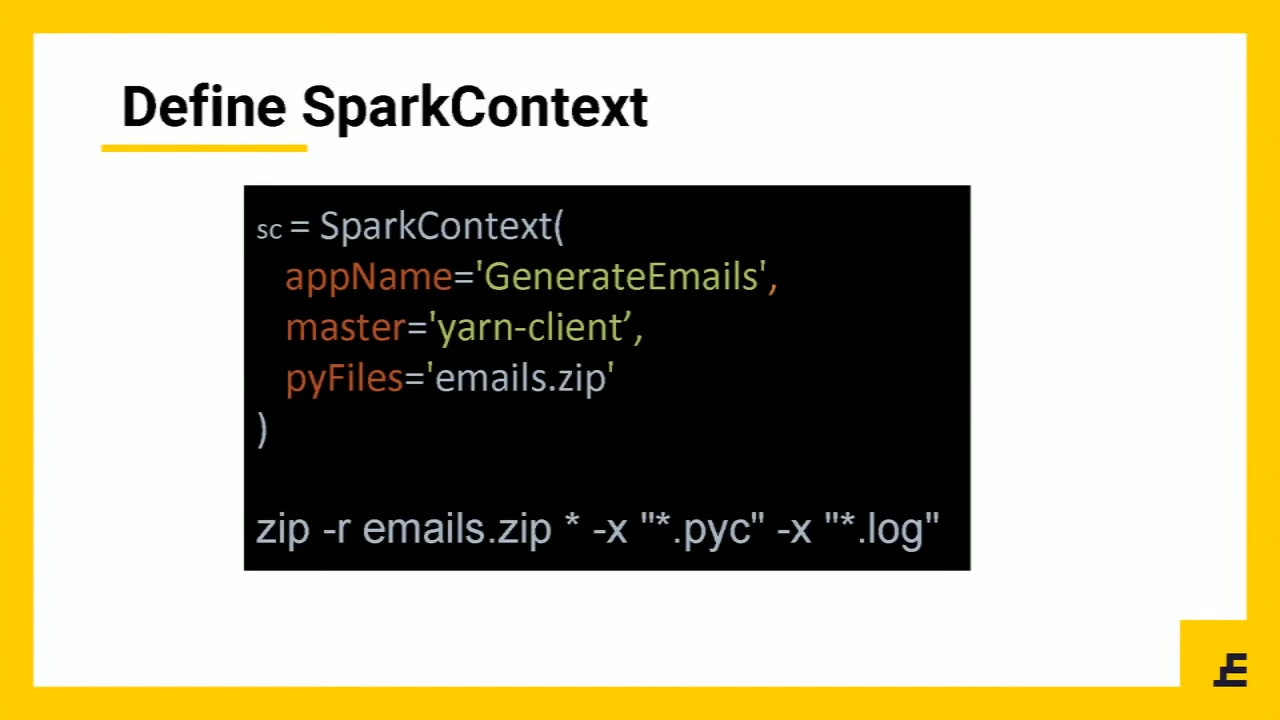 Define SparkContext
sc = SparkContext(
appName='GenerateEmails',
master='yarn-client’,
pyFiles='emails.zip'
)
zip -r emails.zip * -x "*.pyc" -x "*.log"